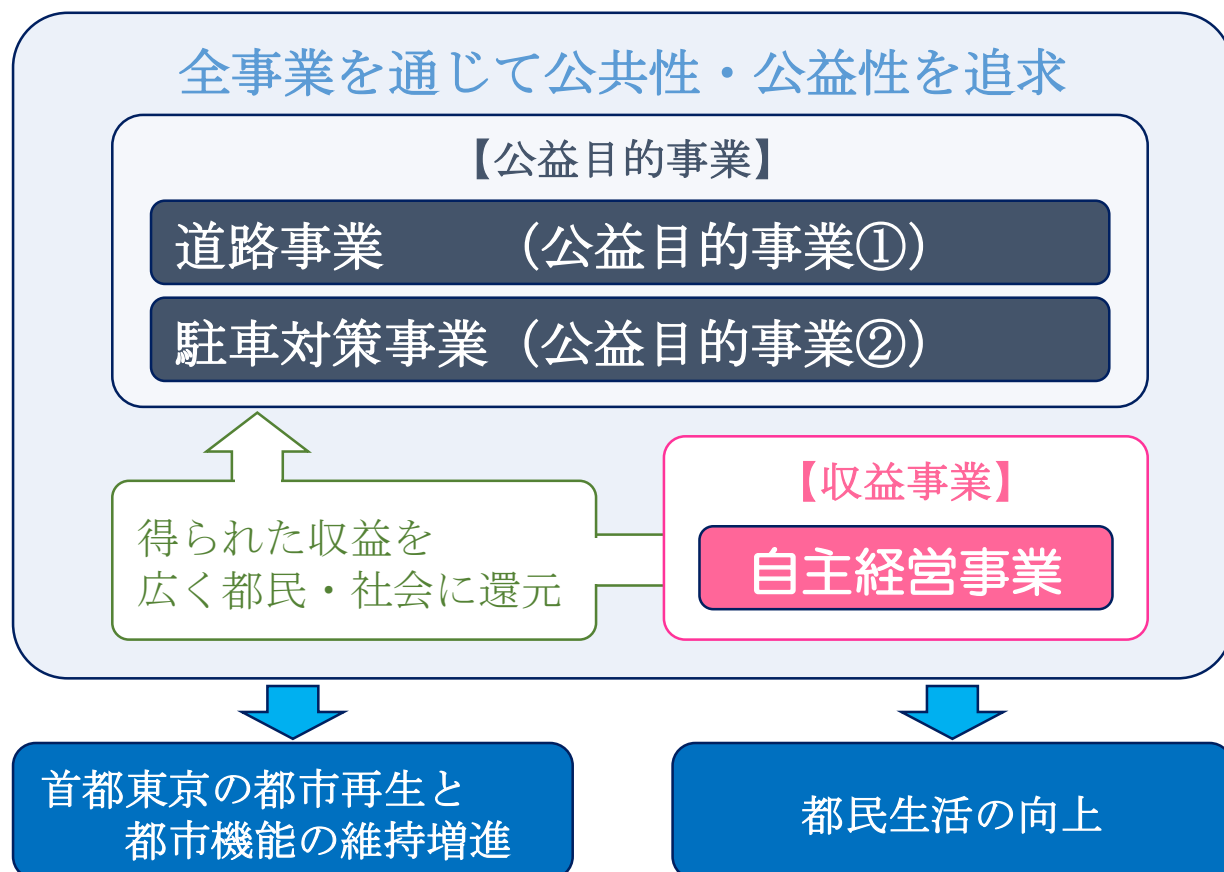 全事業を通じて公共性・公益性を追求
【公益目的事業】
道路事業　　（公益目的事業①）
駐車対策事業（公益目的事業②）
得られた収益を
広く都民・社会に還元
【収益事業】
自主経営事業
首都東京の都市再生と
都市機能の維持増進
都民生活の向上